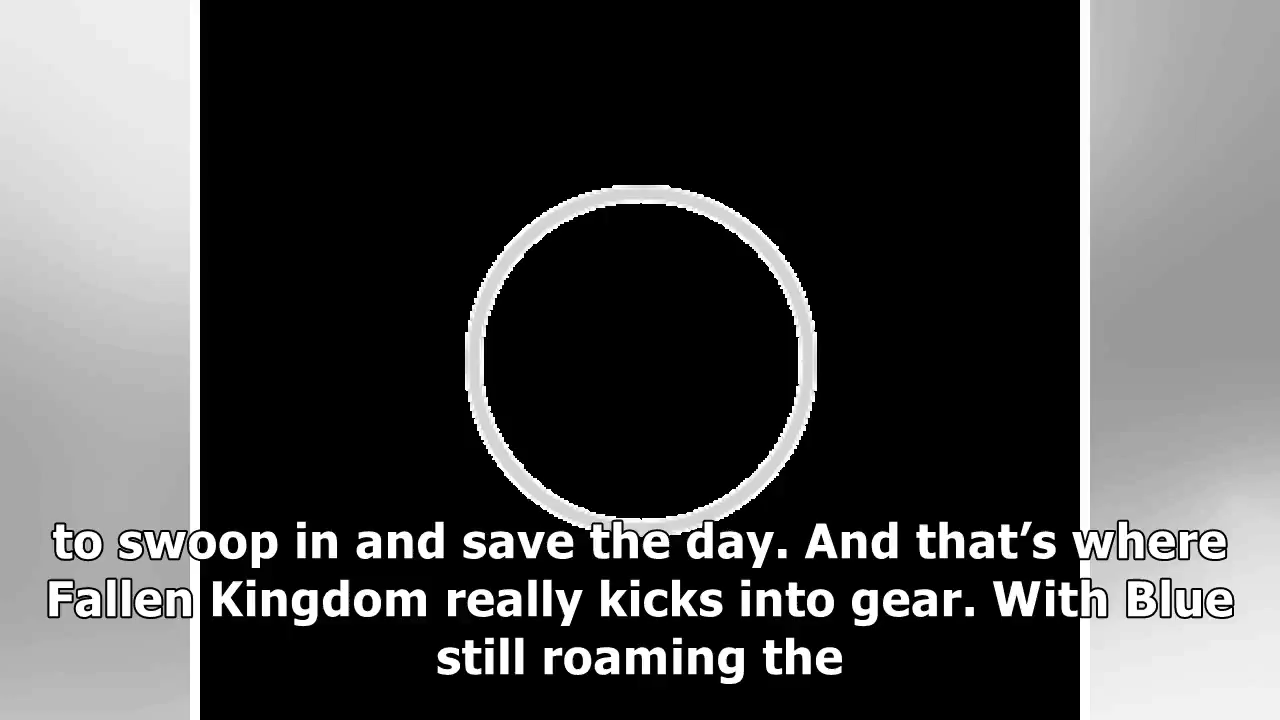 to swoop in and save the day. And that’s where
Fallen Kingdom really kicks into gear. With Blue
still roaming the